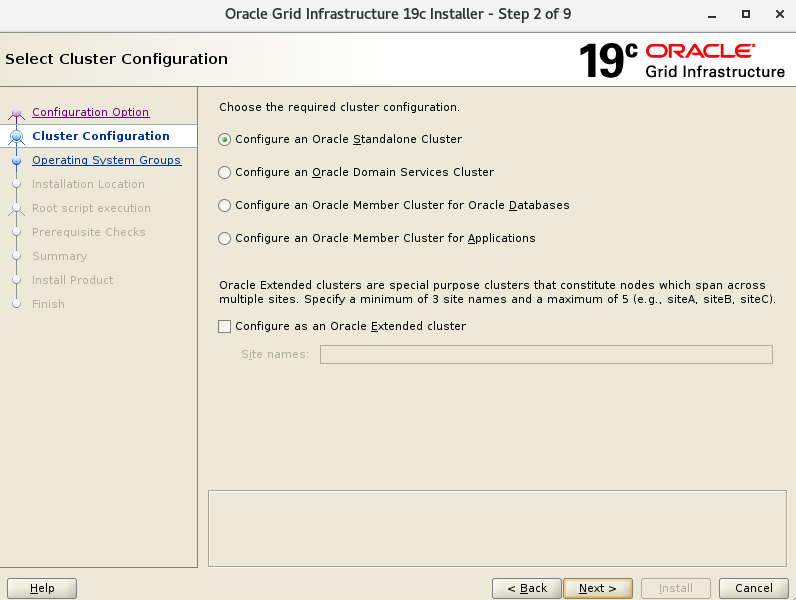 Oracle Grid Infrastructure 19c Installer - Step 2 of 9
Select Cluster Configuration
19c ORACLE
Grid Infrastructure
Configuration Option
Cluster Configuration
Operating System Groups
Installation Location
Root script execution
Prerequisite Checks
Summary
Install Product
Finish
Choose the required cluster configuration.
Configure an Oracle Standalone Cluster
Configure an Oracle Domain Services Cluster
Configure an Oracle Member Cluster for Oracle Databases
Configure an Oracle Member Cluster for Applications
Oracle Extended clusters are special purpose clusters that constitute nodes which span across
multiple sites. Specify a minimum of 3 site names and a maximum of 5 (e.g., siteA, siteB, siteC).
Configure as an Oracle Extended cluster
Site names:
Help
< Back
Next >
Install
Cancel